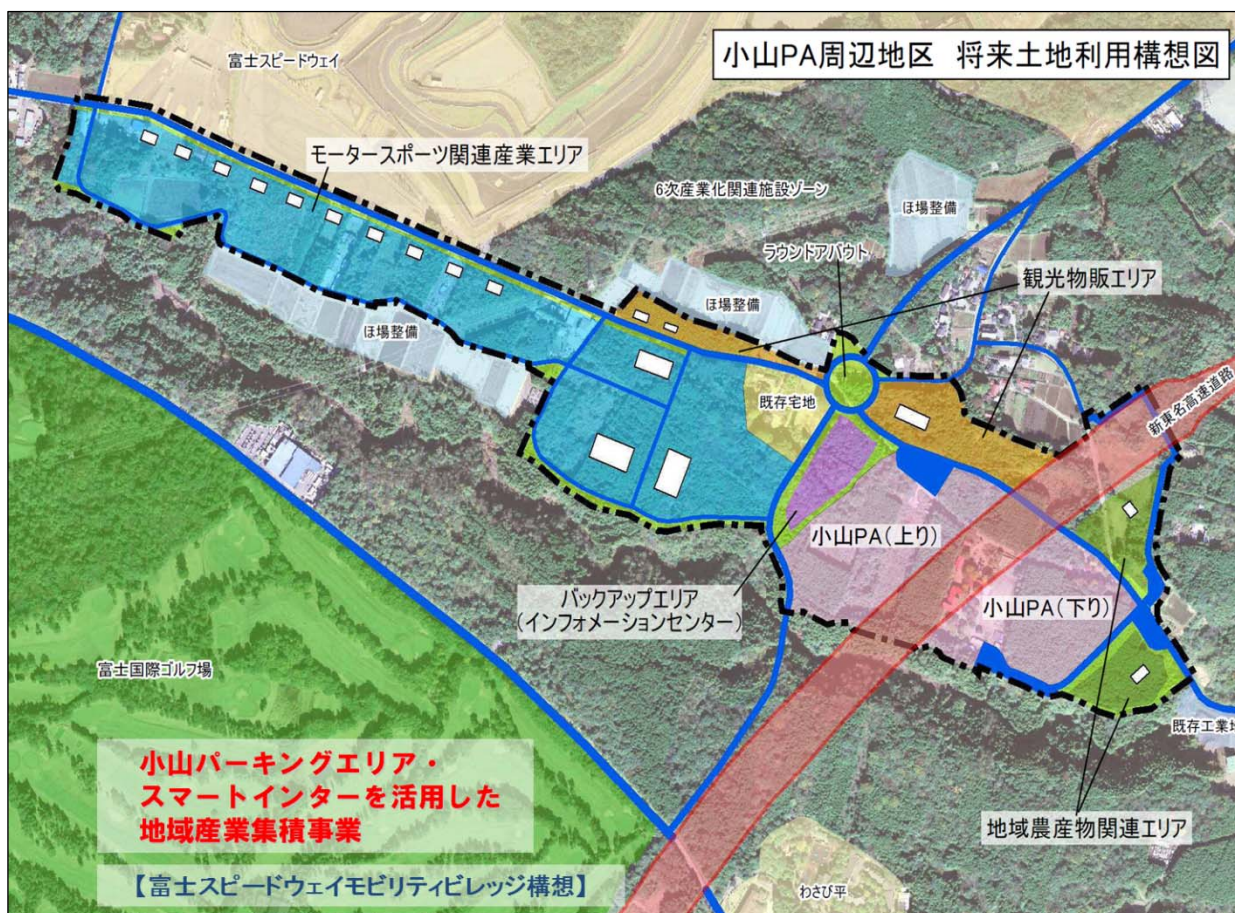 小山PA周辺地区 将来土地利用構想図
富士スピードウェイ
モータースポーツ関連産業エリア
6次産業化関連施設ゾーン
ほ場整備
ラウンドアバウト
観光物販エリア
ほ場整備
ほ場整備
既存宅地
新東名高速道路
小山PA(上り)
バックアップエリア
(インフォメーションセンター)
小山PA(下り)
富士国際ゴルフ場
既存工業地
小山パーキングエリア・
スマートインターを活用した
地域産業集積事業
地域農産物関連エリア
【富士スピードウェイモビリティビレッジ構想】
わさび平